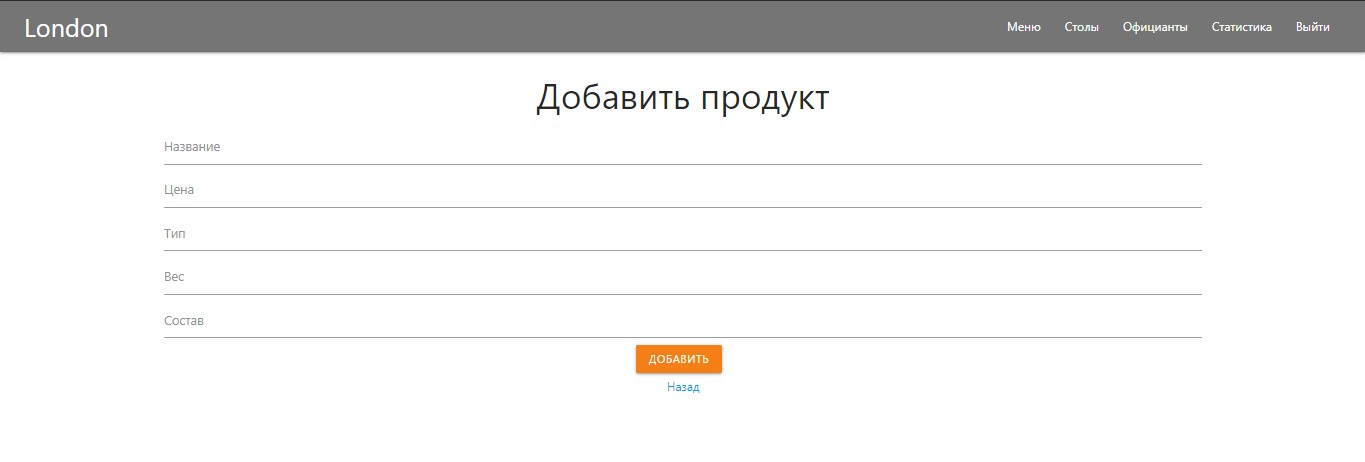 London Меню Столы Официанты Статистика Выйти
Добавить продукт
Название
Цена
Тип
Вес
Состав
ДОБАВИТЬ
Назад